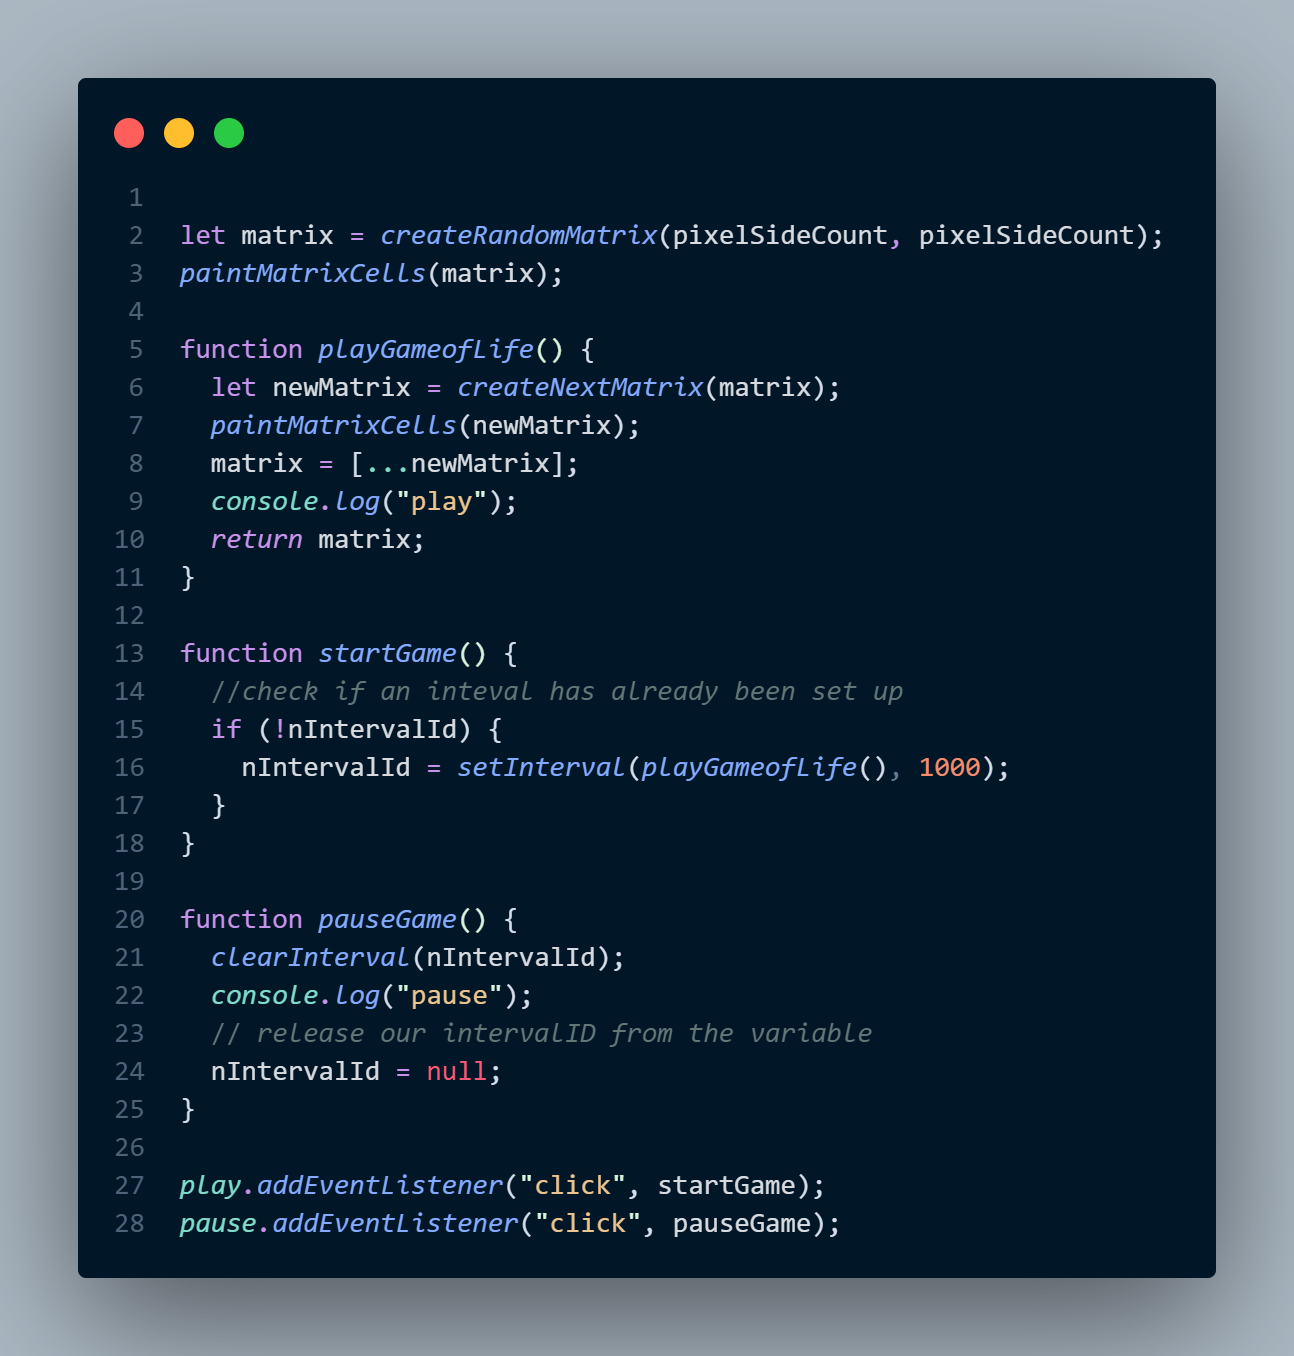 1
2 let matrix = createRandomMatrix(pixelSideCount, pixelSideCount);
3 paintMatrixCells(matrix);
4
5 function playGameofLife() {
6   let newMatrix = createNextMatrix(matrix);
7   paintMatrixCells(newMatrix);
8   matrix = [...newMatrix];
9   console.log("play");
10   return matrix;
11 }
12
13 function startGame() {
14   //check if an inteval has already been set up
15   if (!nIntervalId) {
16     nIntervalId = setInterval(playGameofLife(), 1000);
17   }
18 }
19
20 function pauseGame() {
21   clearInterval(nIntervalId);
22   console.log("pause");
23   // release our intervalID from the variable
24   nIntervalId = null;
25 }
26
27 play.addEventListener("click", startGame);
28 pause.addEventListener("click", pauseGame);